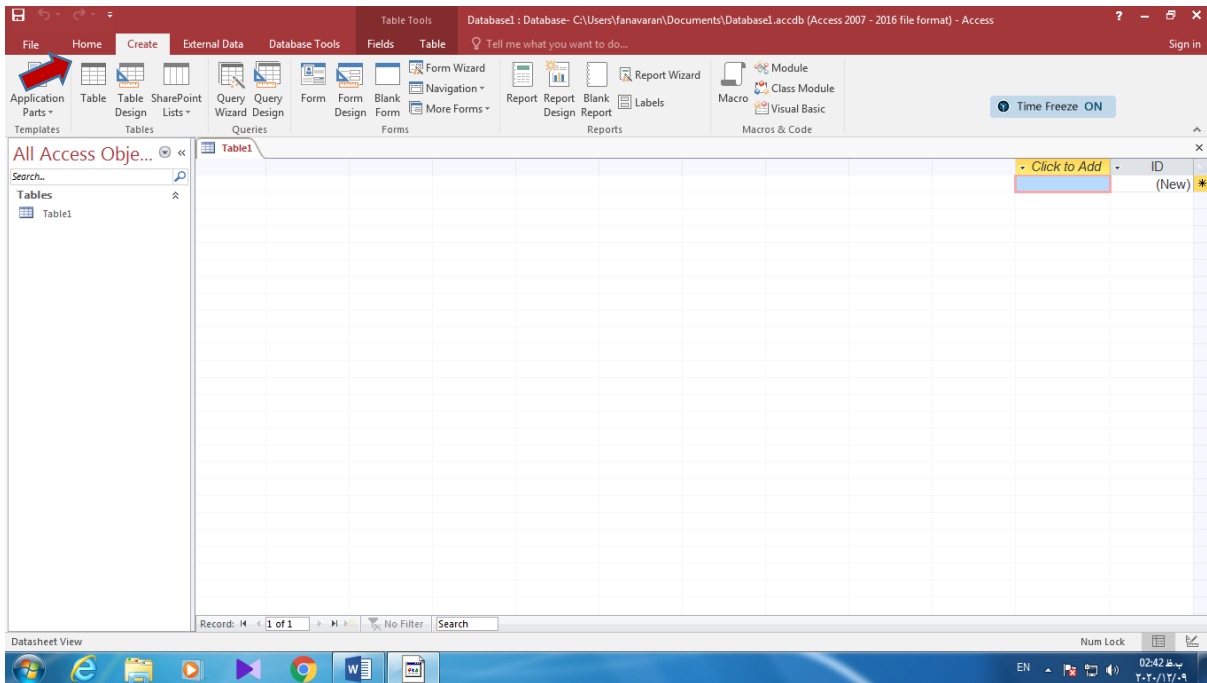 Table Tools
Database1 : Database- C:\Users\fanavaran\Documents\Database1.accdb (Access 2007 - 2016 file format) - Access
?
File Home Create External Data Database Tools Fields Table Tell me what you want to do... Sign in
Application Parts
Table
Table Design
SharePoint Lists
Query Wizard
Query Design
Form
Form Design
Blank Form
Form Wizard
Navigation
More Forms
Report
Report Design
Blank Report
Report Wizard
Labels
Macro
Module
Class Module
Visual Basic
Time Freeze ON
Templates Tables Queries Forms Reports Macros & Code
All Access Obje... «
Table1
Search..
Click to Add ID
(New)
Tables
Table1
Record: 1 of 1 No Filter Search
Datasheet View Num Lock
EN
02:42 ب.ظ
۲۰۲۰/۱۲/۰۹